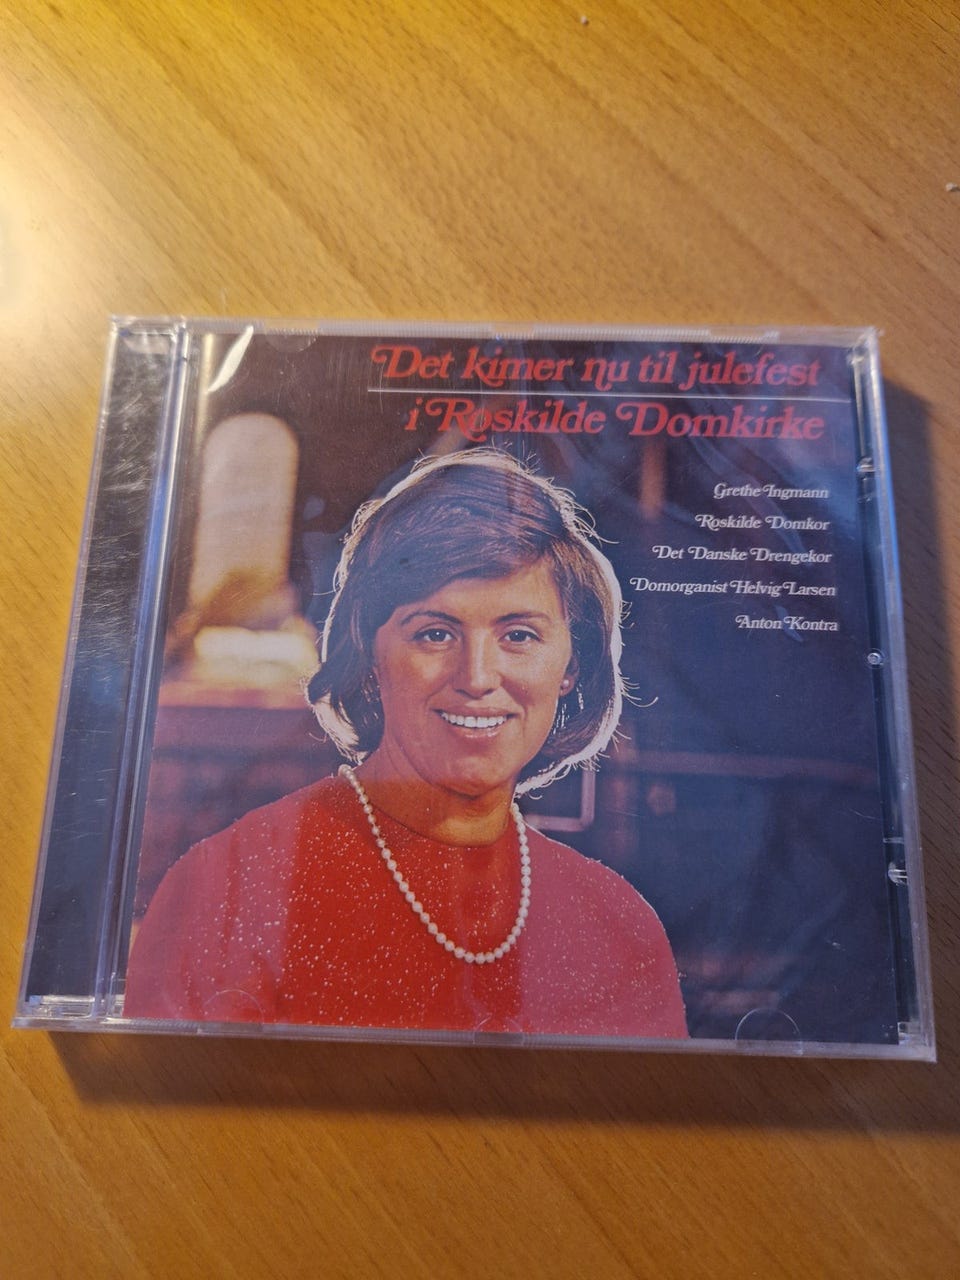 Det kimer nu til julefest
i Roskilde Domkirke
Grethe Ingmann
Roskilde Domkor
Det Danske Drengekor
Domorganist Helvig Larsen
Anton Kontra